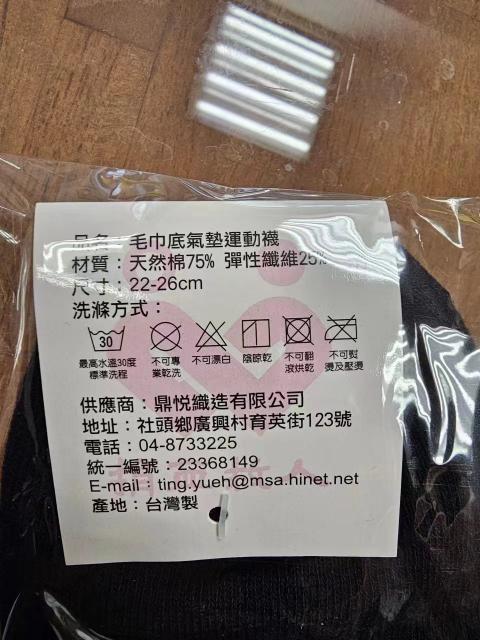 品名：毛巾底氣墊運動襪
材質：天然棉75% 彈性纖維25%
尺寸：22-26cm
洗滌方式：
30
最高水溫30度 不可專 不可漂白 陰晾乾 不可翻 不可熨
標準洗程 業乾洗 滾烘乾 燙及壓燙
供應商：鼎悦織造有限公司
地址：社頭鄉廣興村育英街123號
電話：04-8733225
統一編號：23368149
E-mail：ting.yueh@msa.hinet.net
產地：台灣製